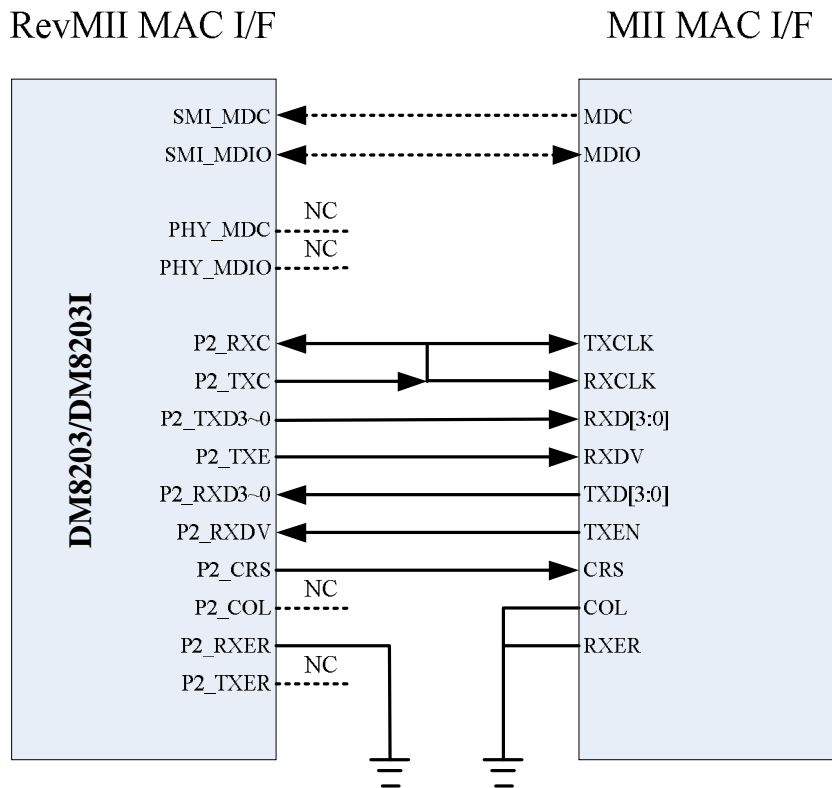 RevMII MAC I/F
MII MAC I/F
DM8203/DM8203I
SMI_MDC
MDC
SMI_MDIO
MDIO
NC
PHY_MDC
NC
PHY_MDIO
P2_RXC
TXCLK
P2_TXC
RXCLK
P2_TXD3~0
RXD[3:0]
P2_TXE
RXDV
P2_RXD3~0
TXD[3:0]
P2_RXDV
TXEN
P2_CRS
CRS
NC
P2_COL
COL
P2_RXER
RXER
NC
P2_TXER